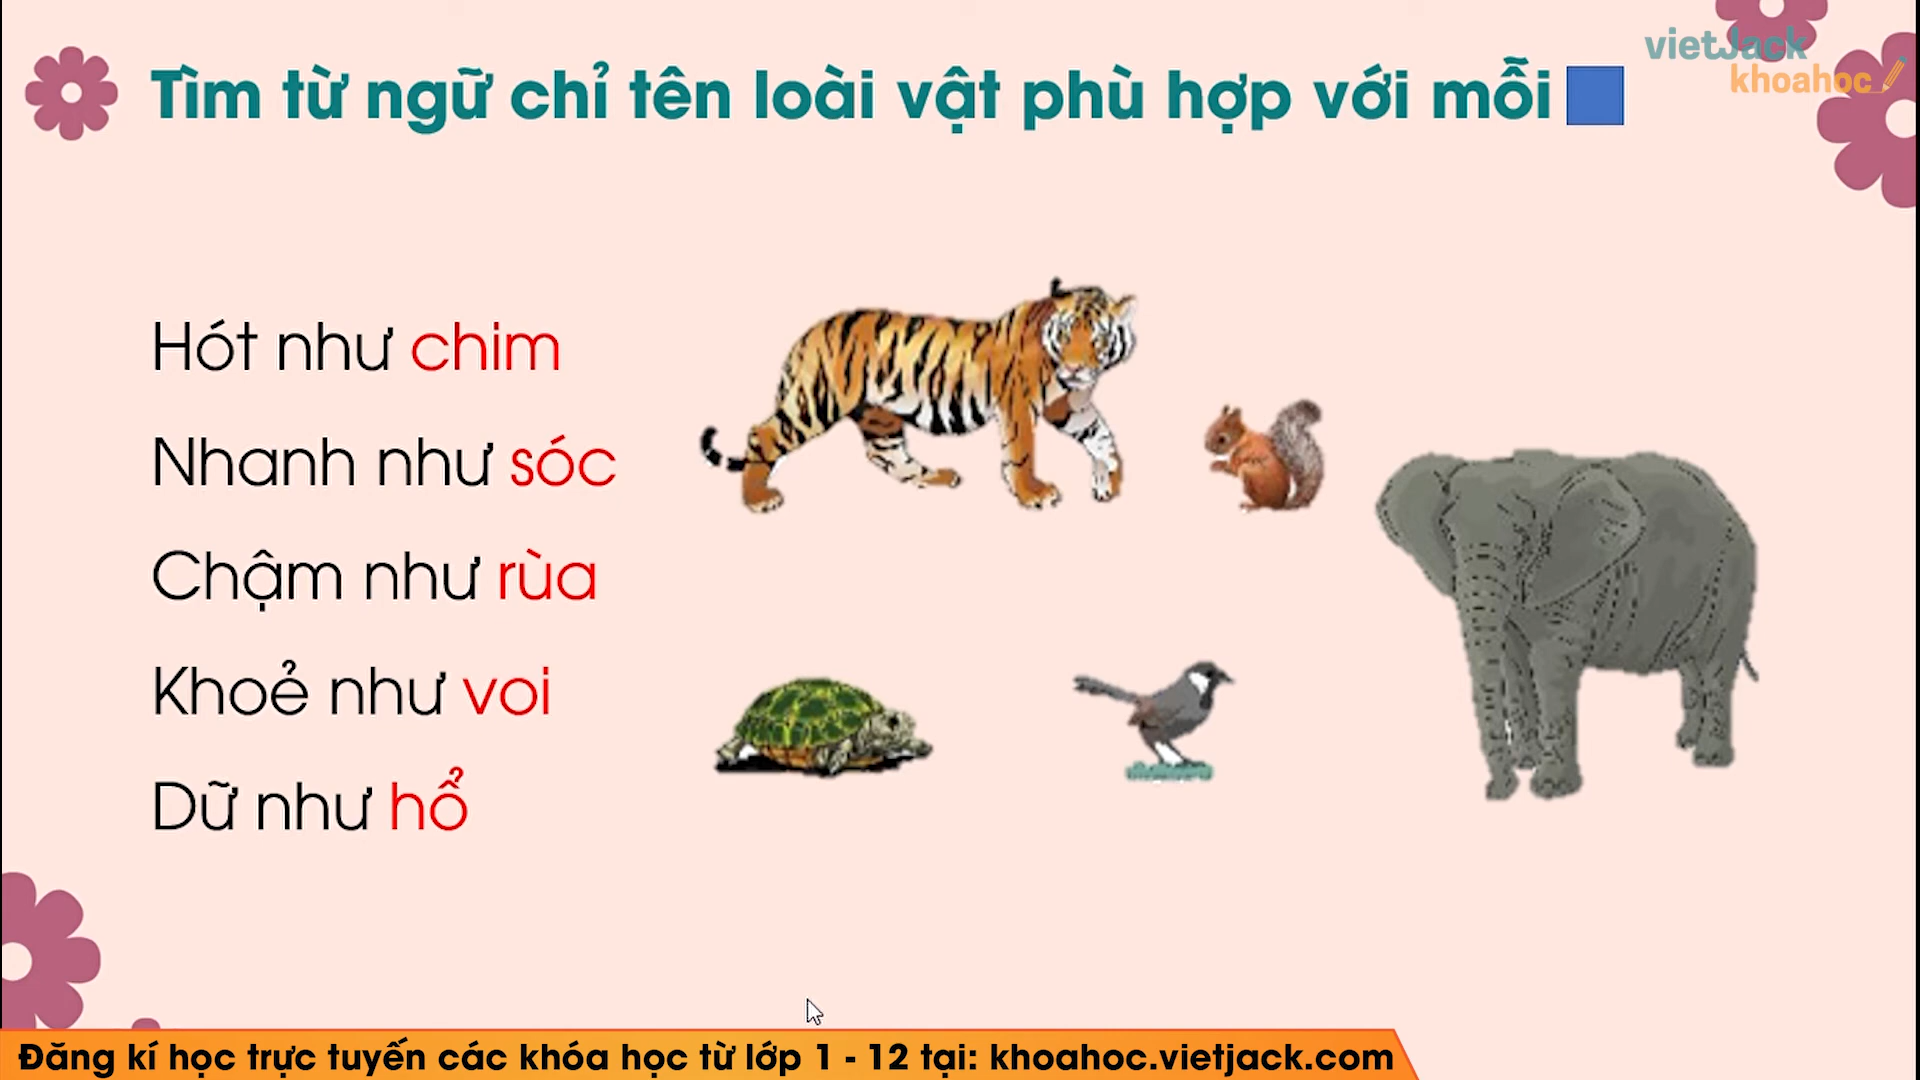 vietJack
khoahoc
Tìm từ ngữ chỉ tên loài vật phù hợp với mỗi
Hót như chim
Nhanh như sóc
Chậm như rùa
Khoẻ như voi
Dữ như hổ
Đăng kí học trực tuyến các khóa học từ lớp 1 - 12 tại: khoahoc.vietjack.com